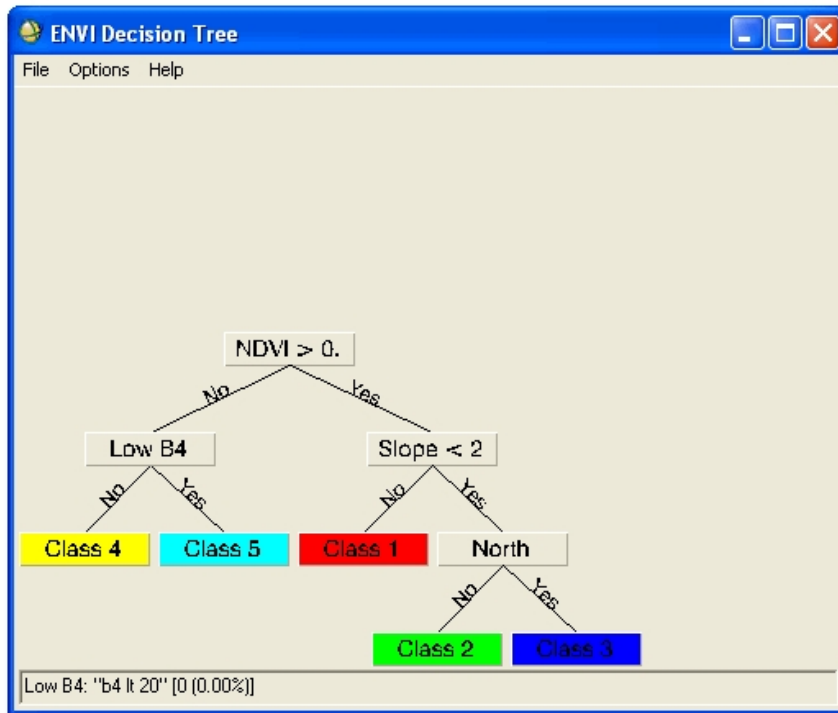 ENVI Decision Tree
File Options Help
NDVI > 0.
No Yes
Low B4 Slope < 2
No Yes No Yes
Class 4 Class 5 Class 1 North
No Yes
Class 2 Class 3
Low B4: "b4 lt 20" [0 (0.00%)]